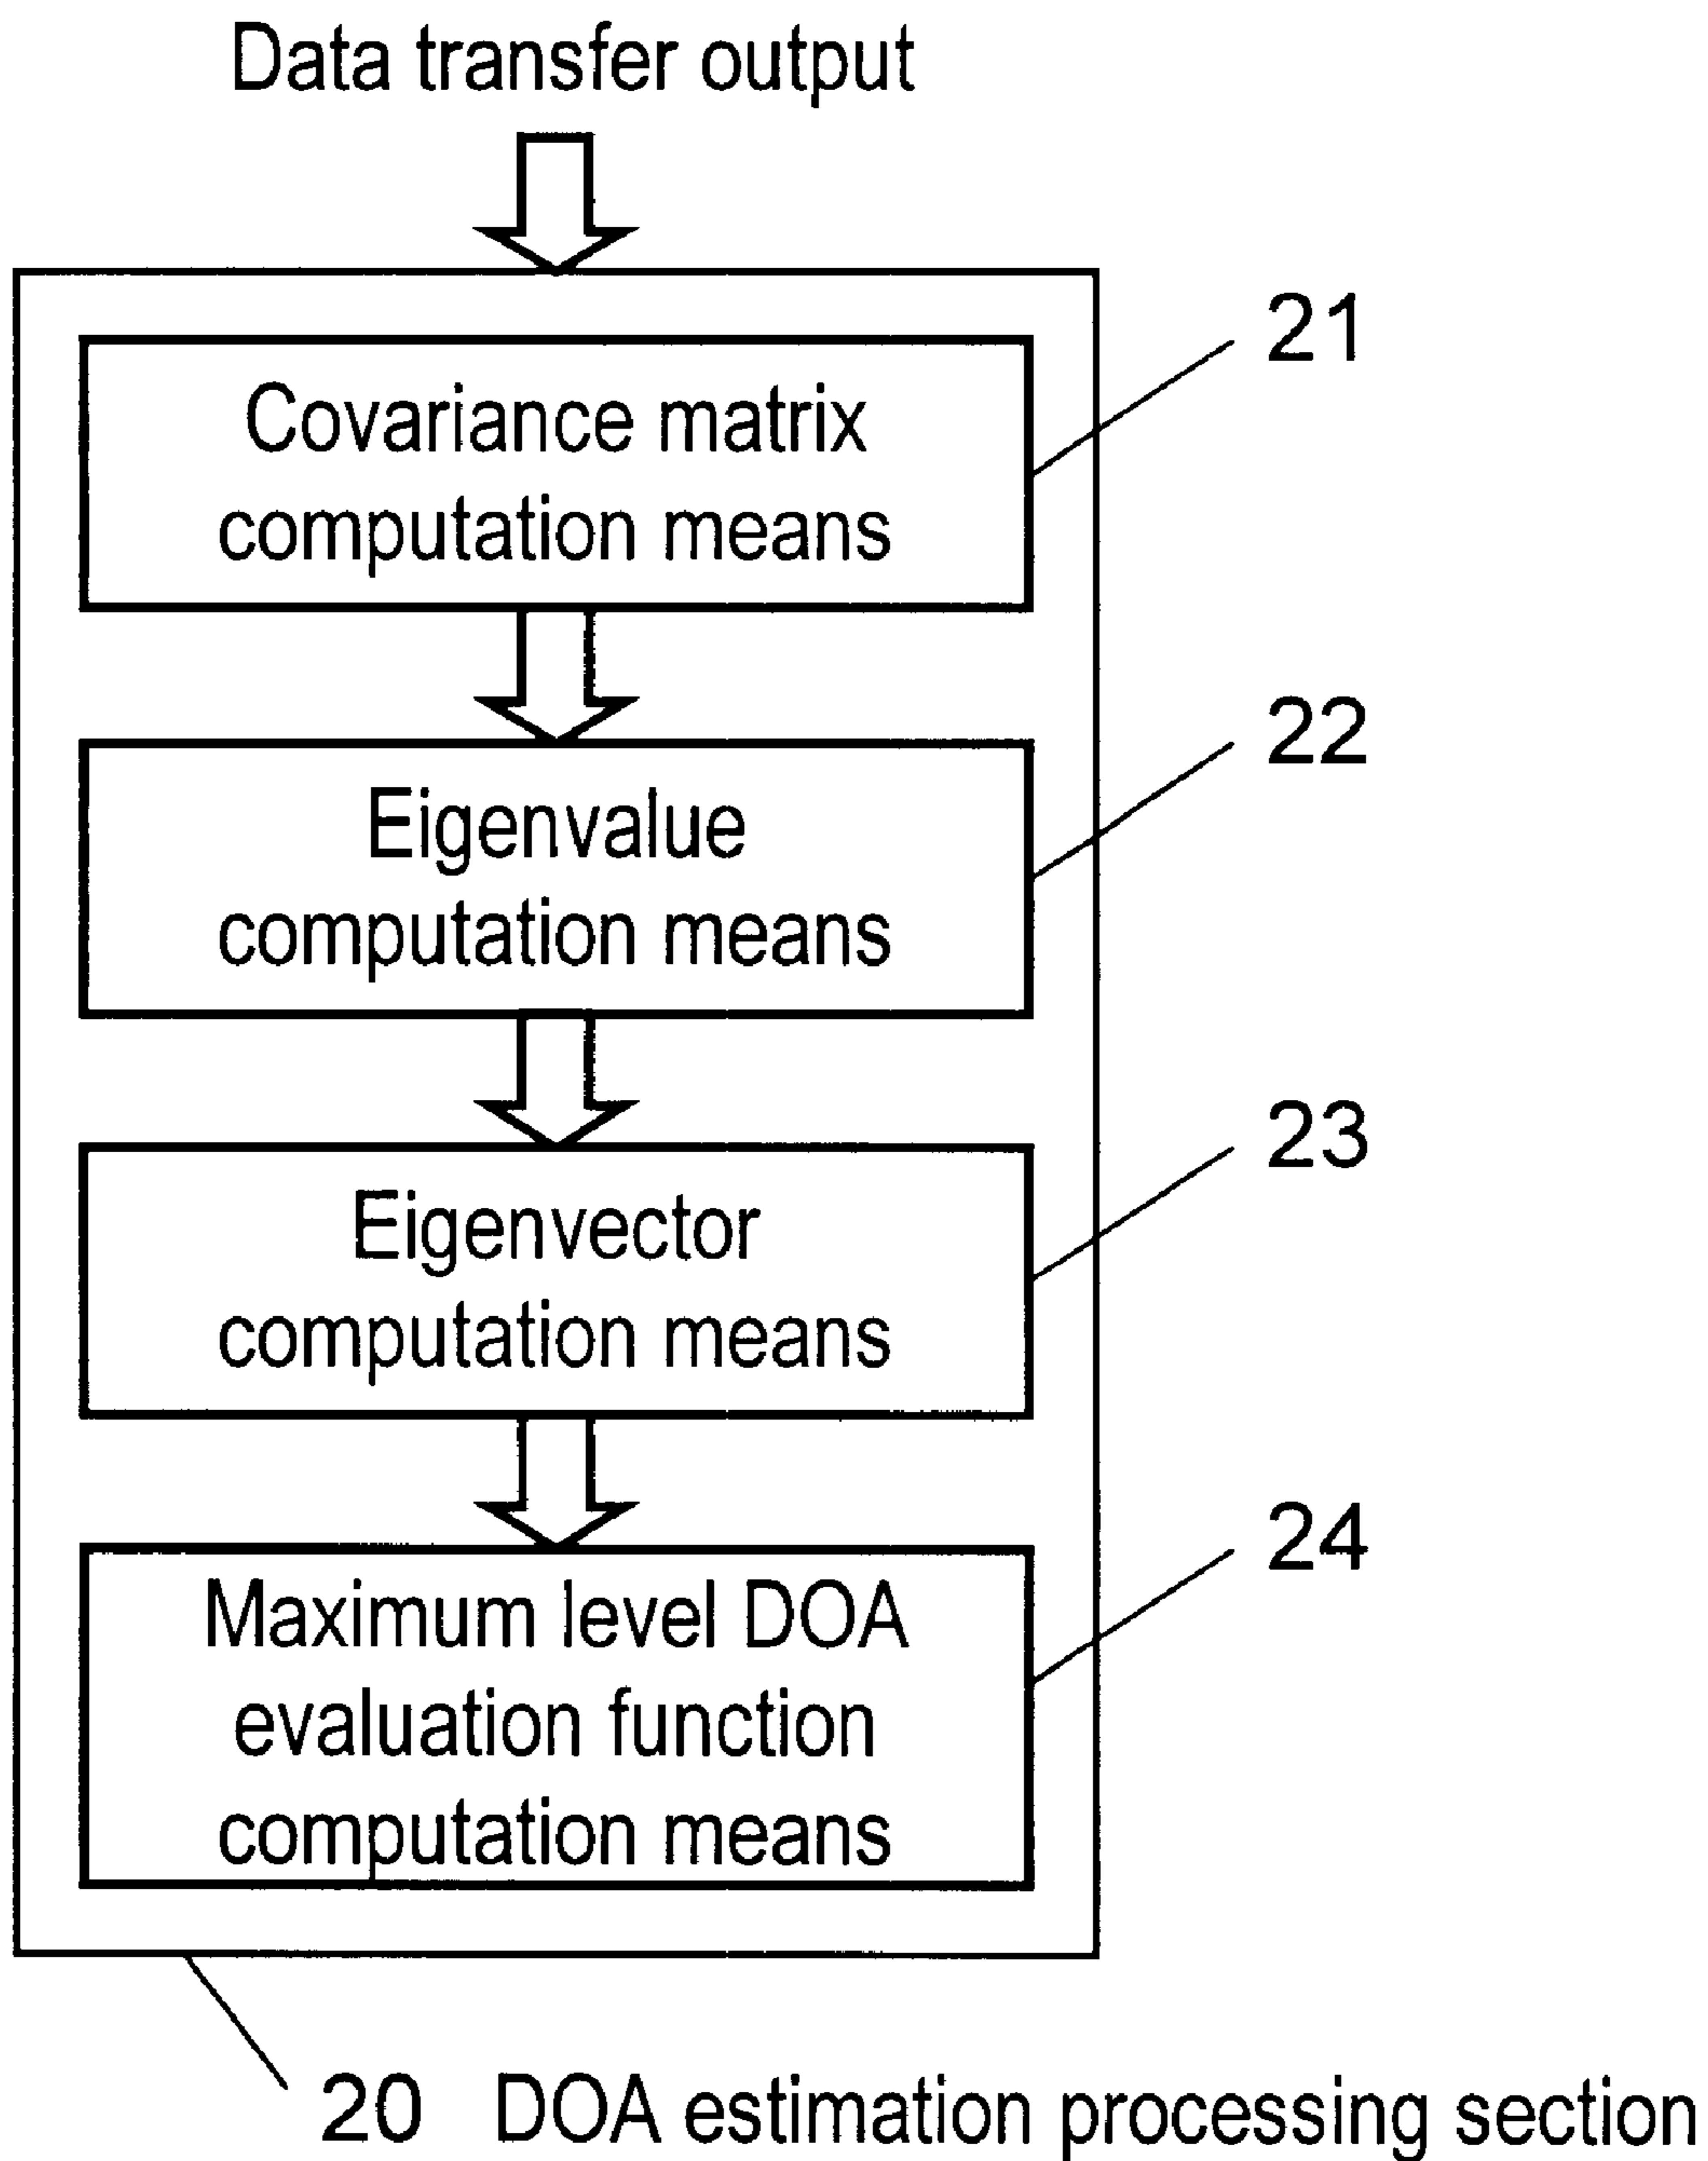 Data transfer output
21
Covariance matrix
computation means
22
Eigenvalue
computation means
23
Eigenvector
computation means
24
Maximum level DOA
evaluation function
computation means
20 DOA estimation processing section